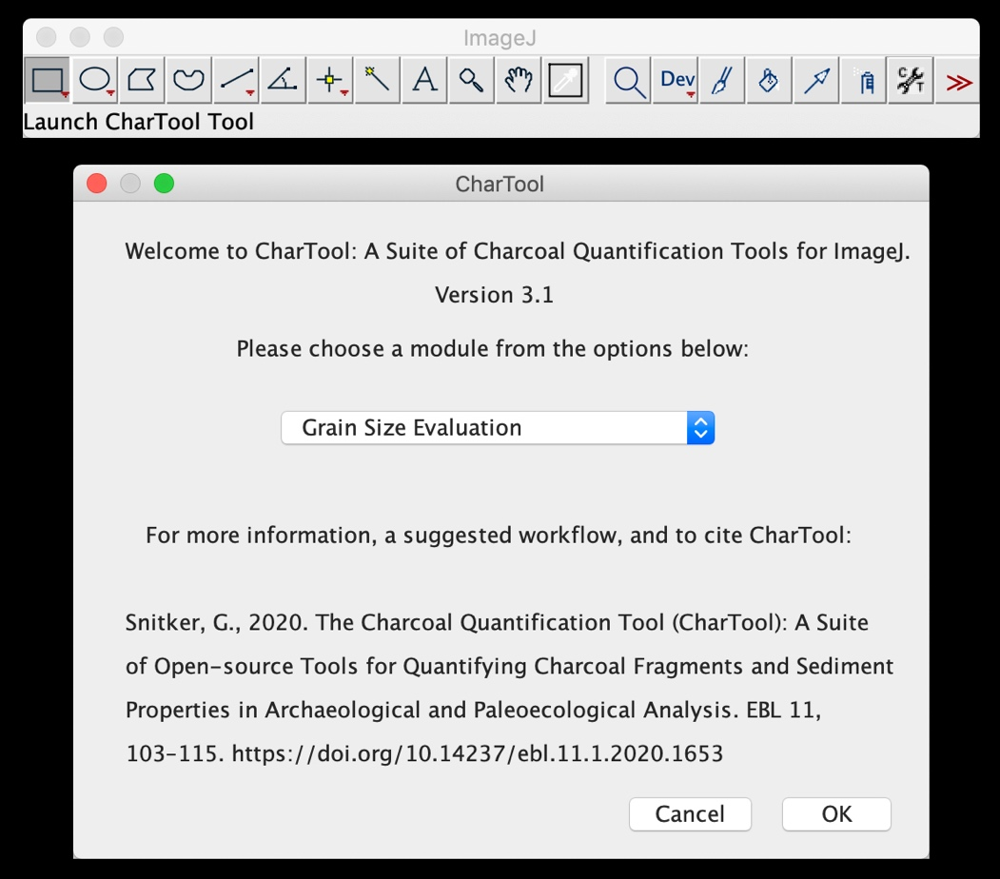 ImageJ
A Dev C T
Launch CharTool Tool
CharTool
Welcome to CharTool: A Suite of Charcoal Quantification Tools for ImageJ.
Version 3.1
Please choose a module from the options below:
Grain Size Evaluation
For more information, a suggested workflow, and to cite CharTool:
Snitker, G., 2020. The Charcoal Quantification Tool (CharTool): A Suite
of Open-source Tools for Quantifying Charcoal Fragments and Sediment
Properties in Archaeological and Paleoecological Analysis. EBL 11,
103-115. https://doi.org/10.14237/ebl.11.1.2020.1653
Cancel OK